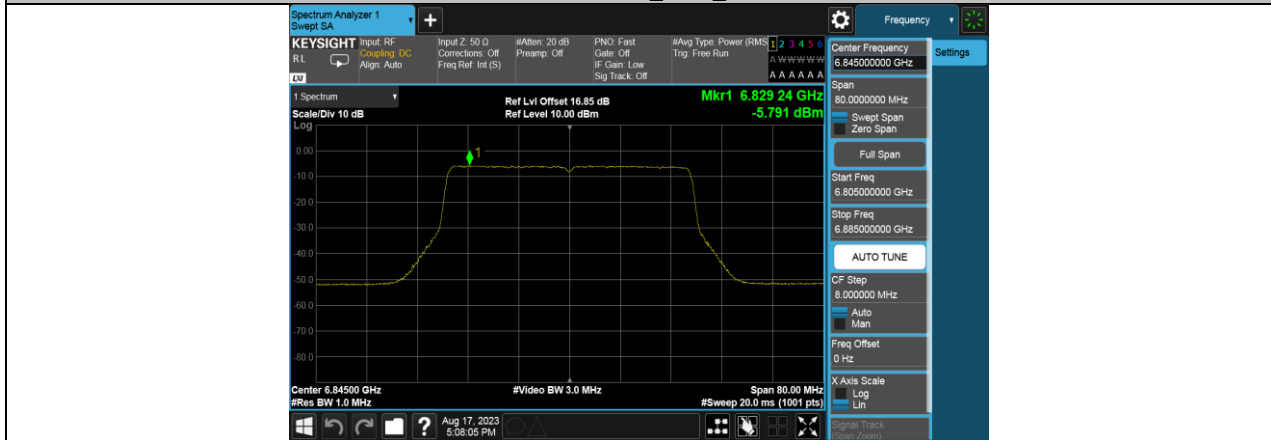 Spectrum Analyzer 1
Swept SA
+
Frequency
KEYSIGHT
Input: RF
Input Z: 50 Ω
#Atten: 20 dB
PNO: Fast
#Avg Type: Power (RMS
1 2 3 4 5 6
RL
Coupling: DC
Corrections: Off
Preamp: Off
Gate: Off
Trig: Free Run
Align: Auto
Freq Ref: Int (S)
IF Gain: Low
A W W W W W
Sig Track: Off
A A A A A A
LXI
Center Frequency
6.845000000 GHz
Settings
1 Spectrum
Ref Lvl Offset 16.85 dB
Mkr1 6.829 24 GHz
Scale/Div 10 dB
Ref Level 10.00 dBm
-5.791 dBm
Log
0.00
1
-10.0
-20.0
-30.0
-40.0
-50.0
-60.0
-70.0
-80.0
Span
80.0000000 MHz
Swept Span
Zero Span
Full Span
Start Freq
6.805000000 GHz
Stop Freq
6.885000000 GHz
AUTO TUNE
CF Step
8.000000 MHz
Auto
Man
Freq Offset
0 Hz
X Axis Scale
Log
Lin
Signal Track
(Span Zoom)
Center 6.84500 GHz
#Video BW 3.0 MHz
Span 80.00 MHz
#Res BW 1.0 MHz
#Sweep 20.0 ms (1001 pts)
?
Aug 17, 2023
5:08:05 PM